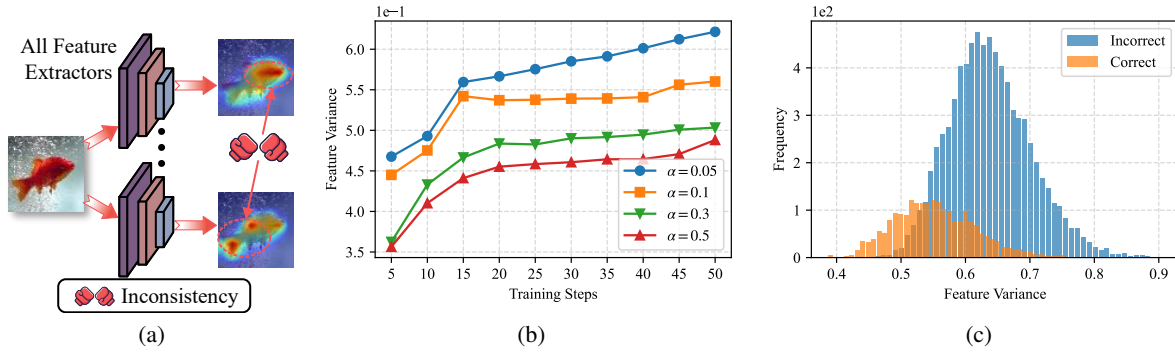 All Feature
Extractors
Inconsistency
(a)
1e−1
Feature Variance
6.0
5.5
5.0
4.5
4.0
3.5
5 10 15 20 25 30 35 40 45 50
Training Steps
α=0.05
α=0.1
α=0.3
α=0.5
(b)
1e2
Frequency
4
3
2
1
0
0.4 0.5 0.6 0.7 0.8 0.9
Feature Variance
Incorrect
Correct
(c)